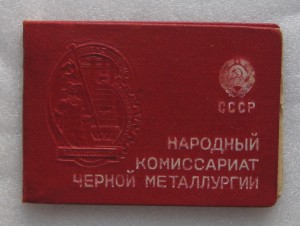 СССР
НАРОДНЫЙ
КОМИССАРИАТ
ЧЕРНОЙ МЕТАЛЛУРГИИ